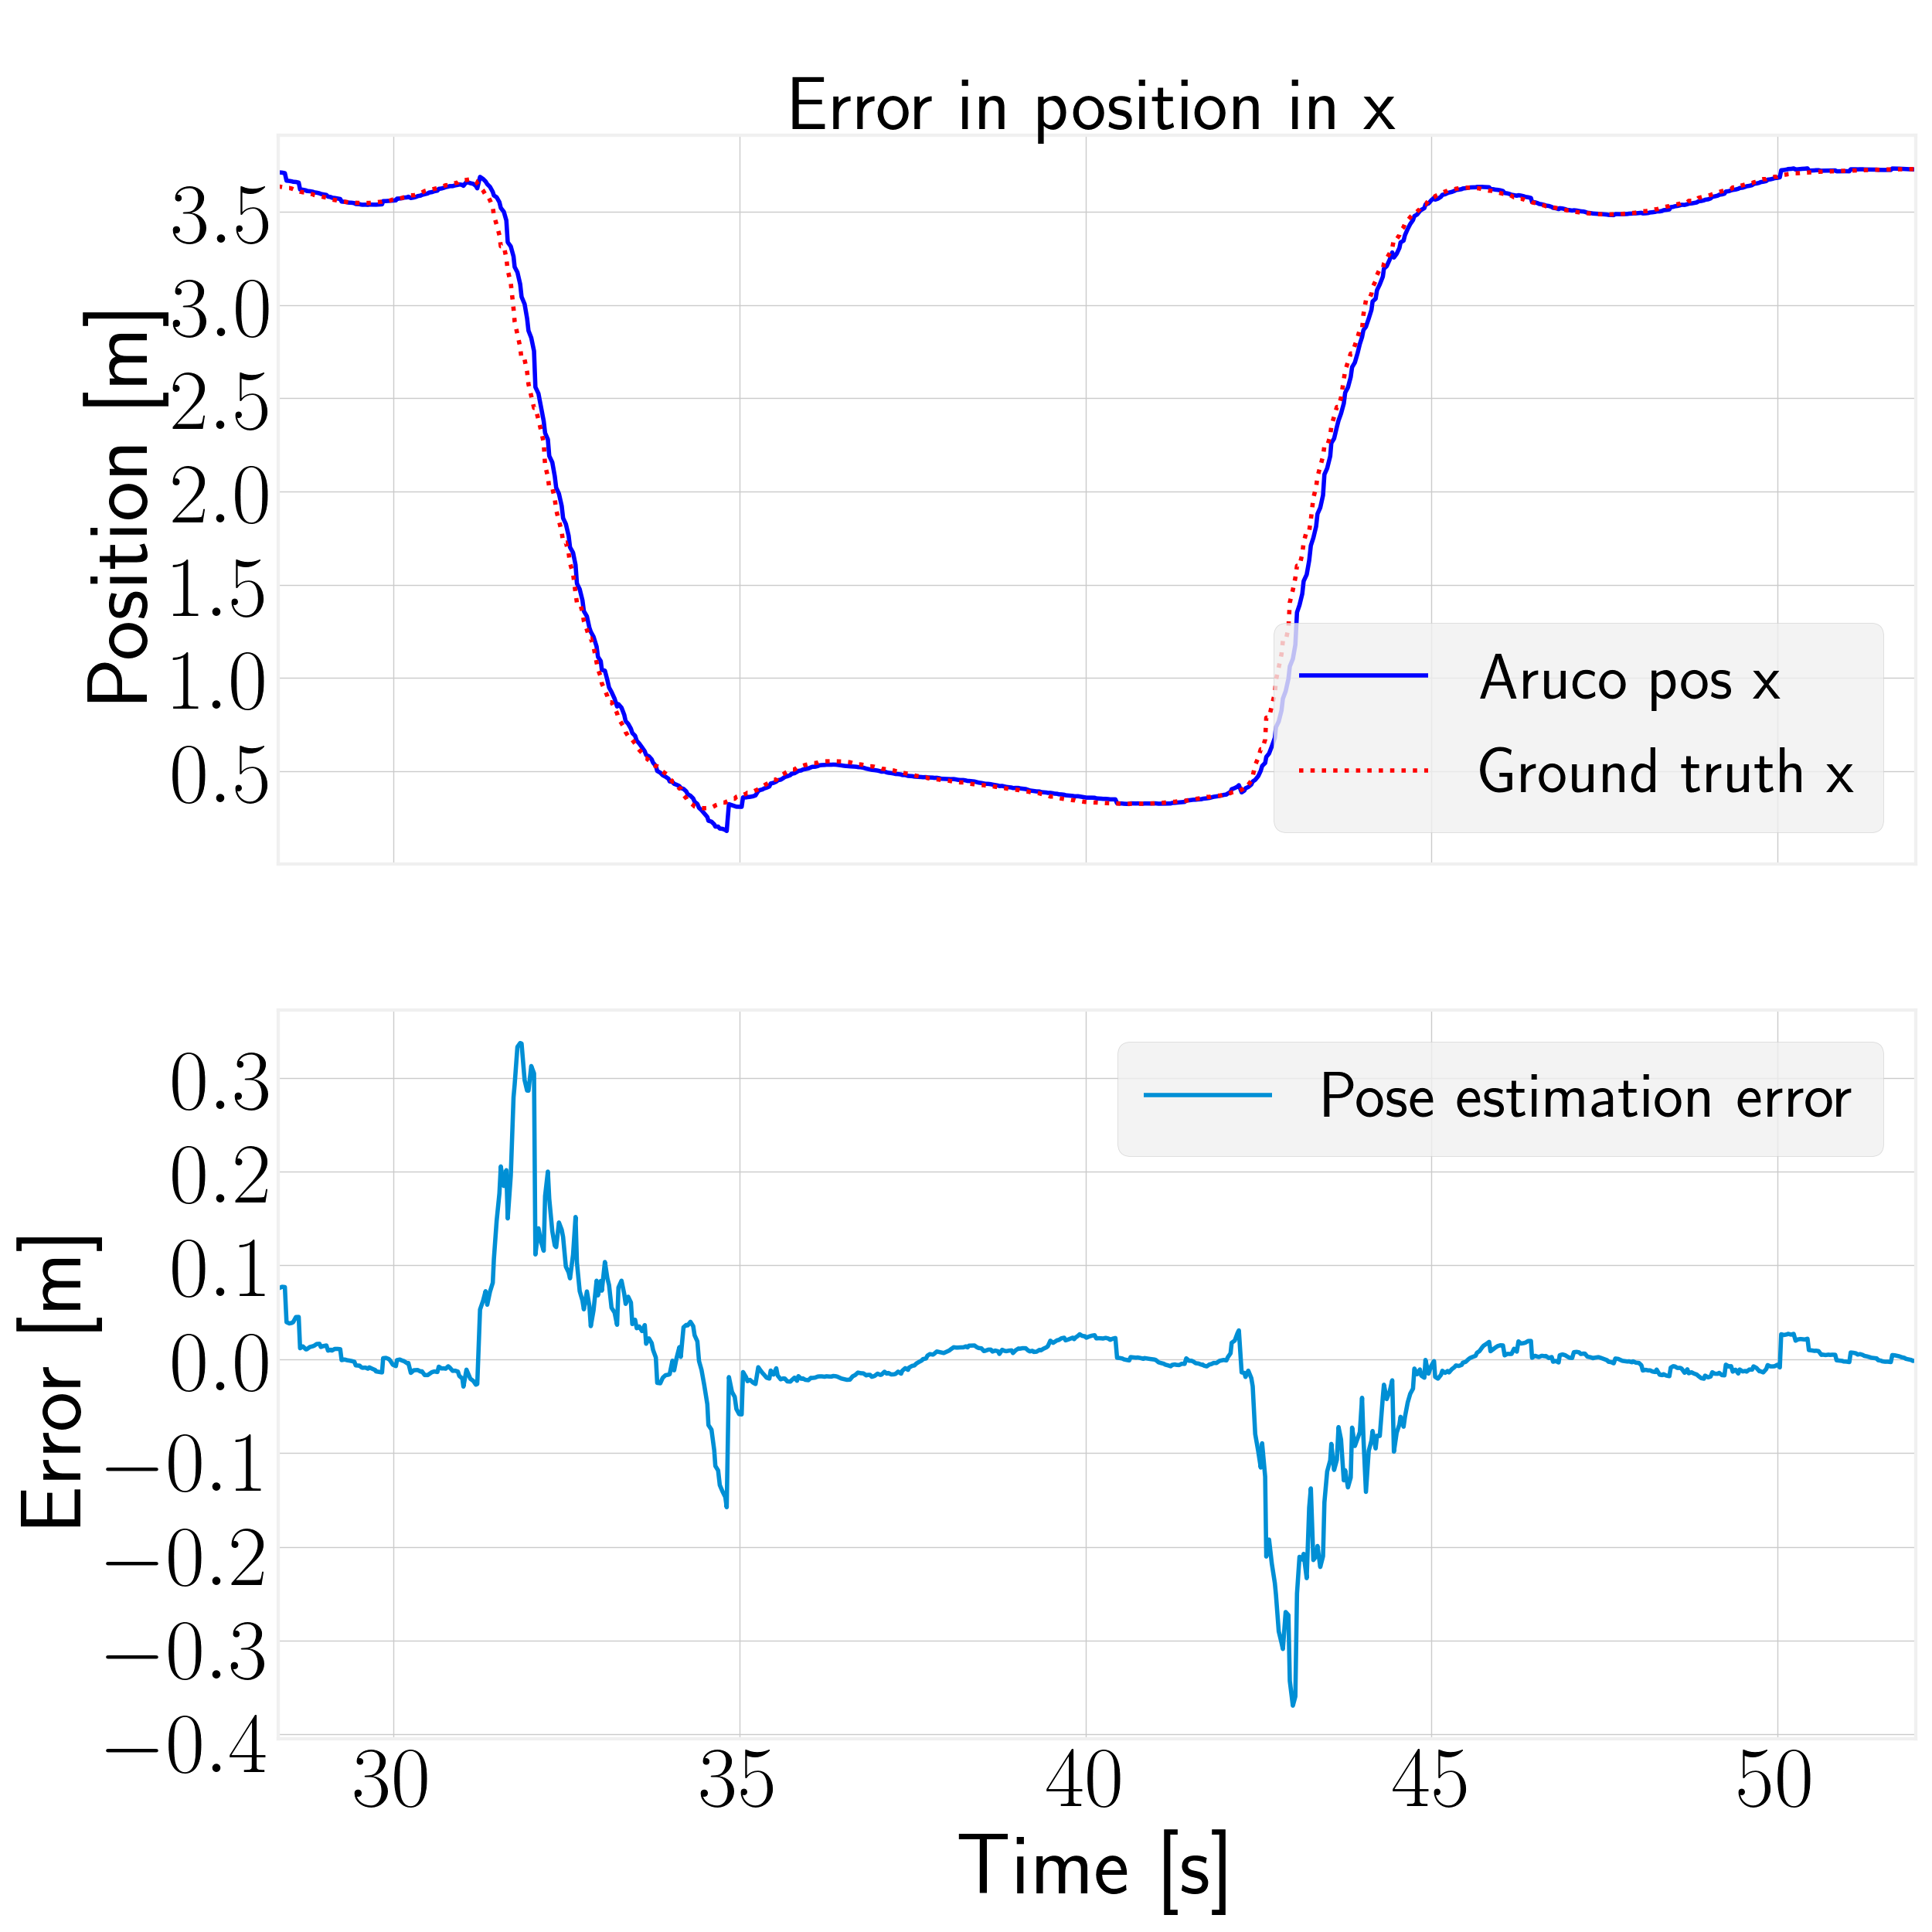 Error in position in x
Position [m]
3.5
3.0
2.5
2.0
1.5
1.0
0.5
Aruco pos x
Ground truth x
Error [m]
0.3
0.2
0.1
0.0
−0.1
−0.2
−0.3
−0.4
Pose estimation error
30 35 40 45 50
Time [s]